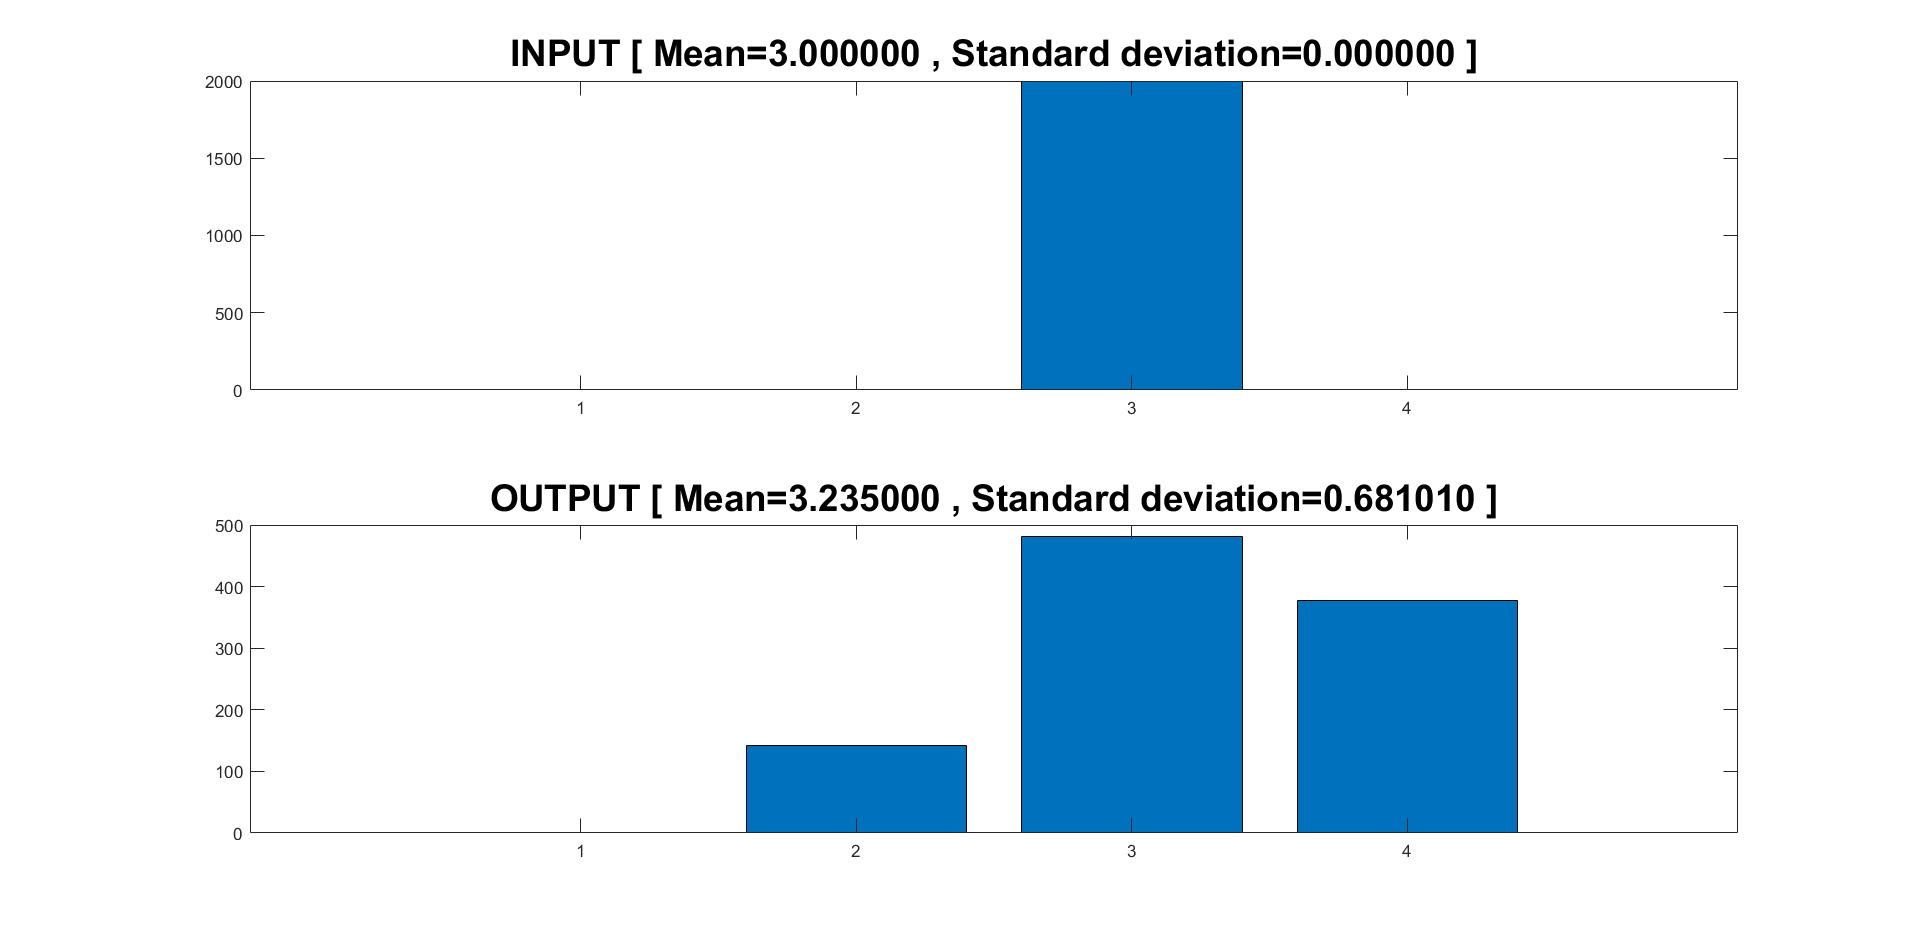 INPUT [ Mean=3.000000 , Standard deviation=0.000000 ]
2000
1500
1000
500
0
1 2 3 4
OUTPUT [ Mean=3.235000 , Standard deviation=0.681010 ]
500
400
300
200
100
0
1 2 3 4